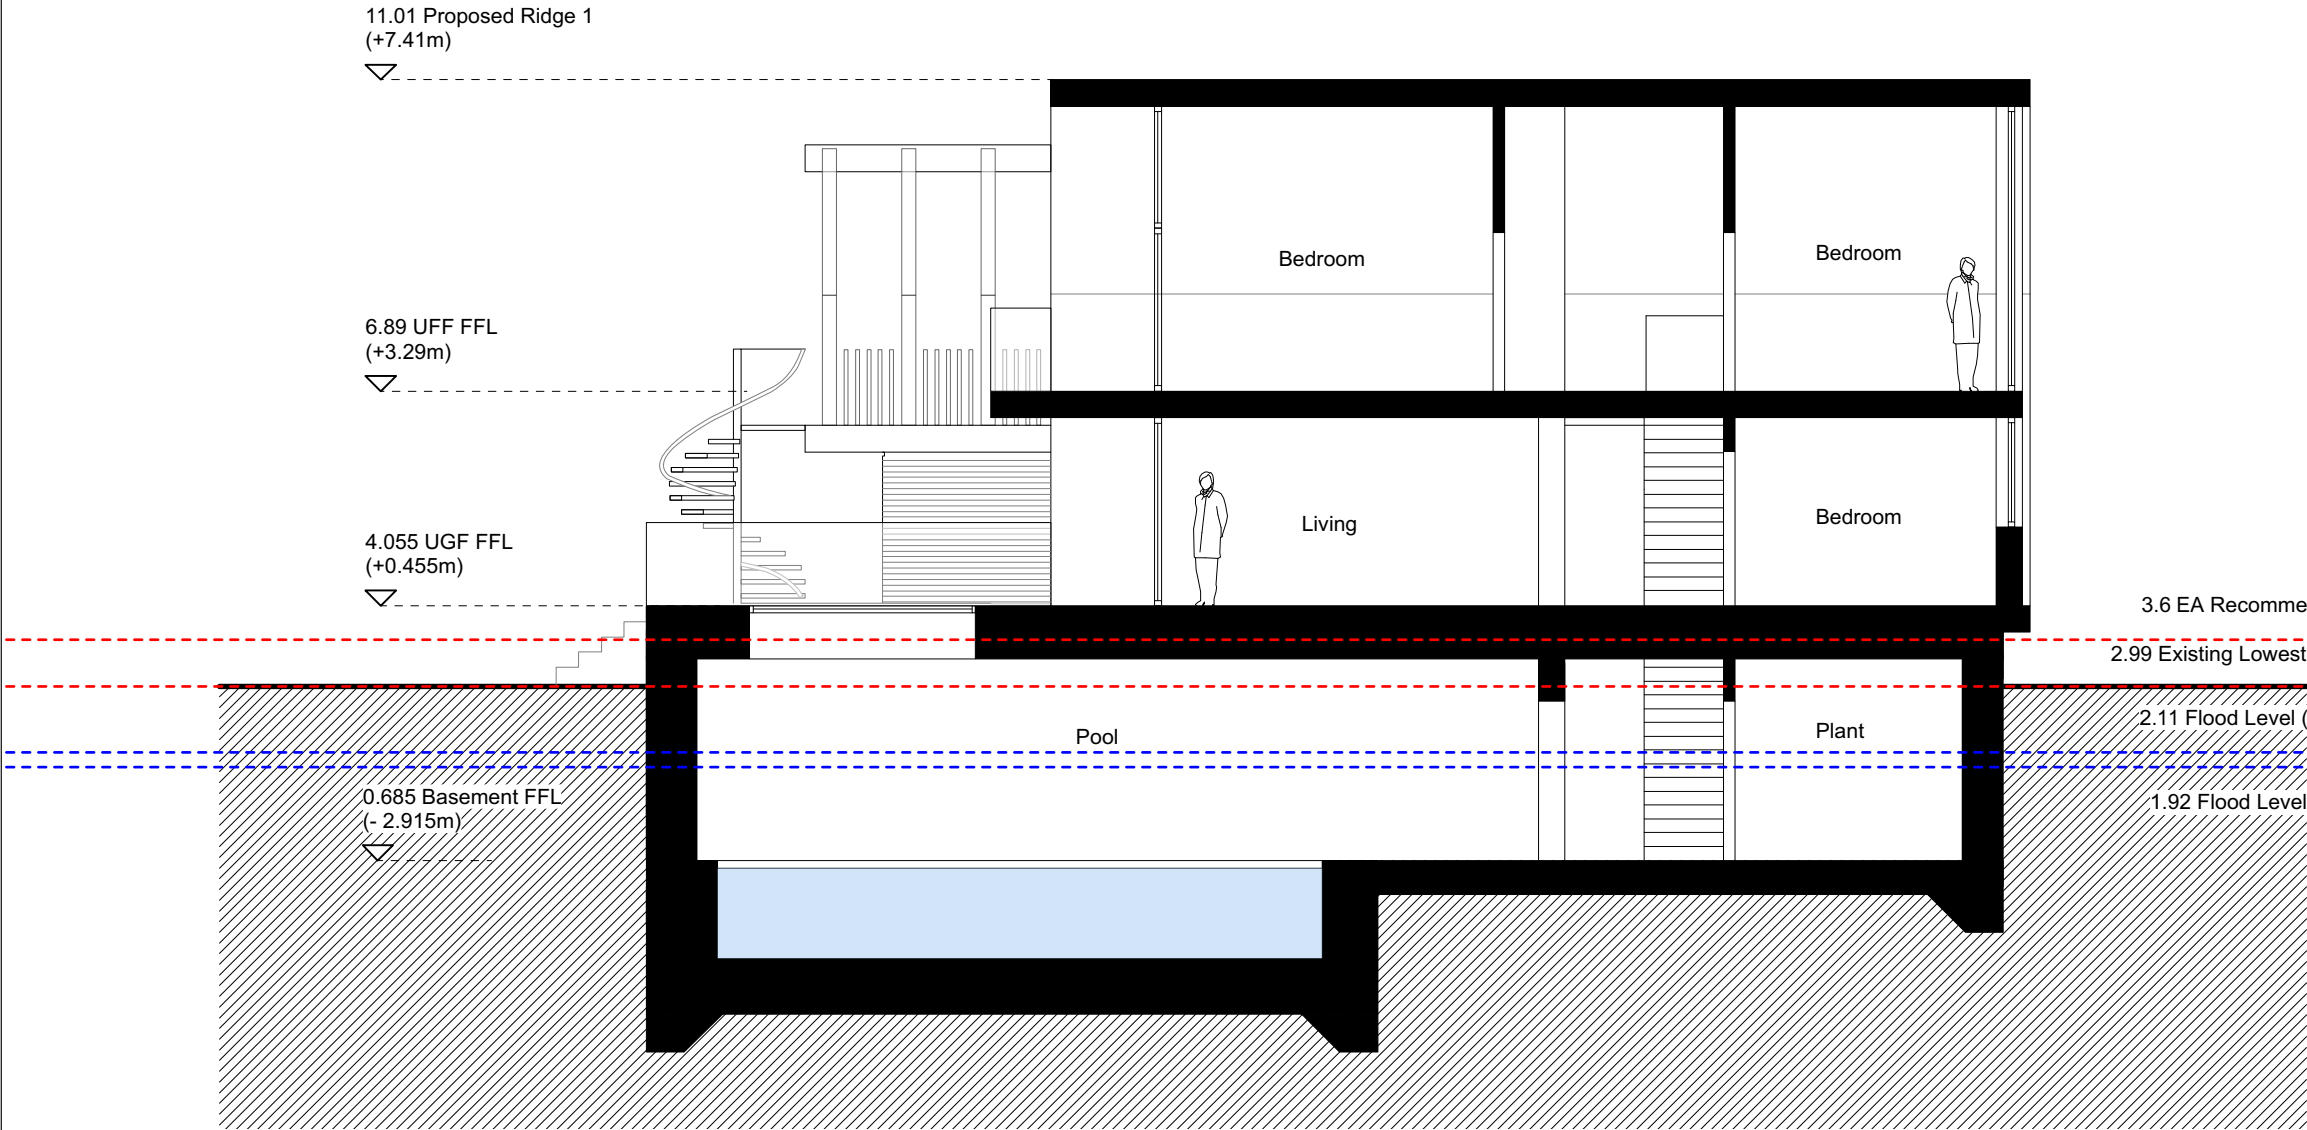 11.01 Proposed Ridge 1
(+7.41m)
Bedroom
Bedroom
6.89 UFF FFL
(+3.29m)
Living
Bedroom
4.055 UGF FFL
(+0.455m)
3.6 EA Recomme
2.99 Existing Lowest
2.11 Flood Level (
Pool
Plant
0.685 Basement FFL
(- 2.915m)
1.92 Flood Level